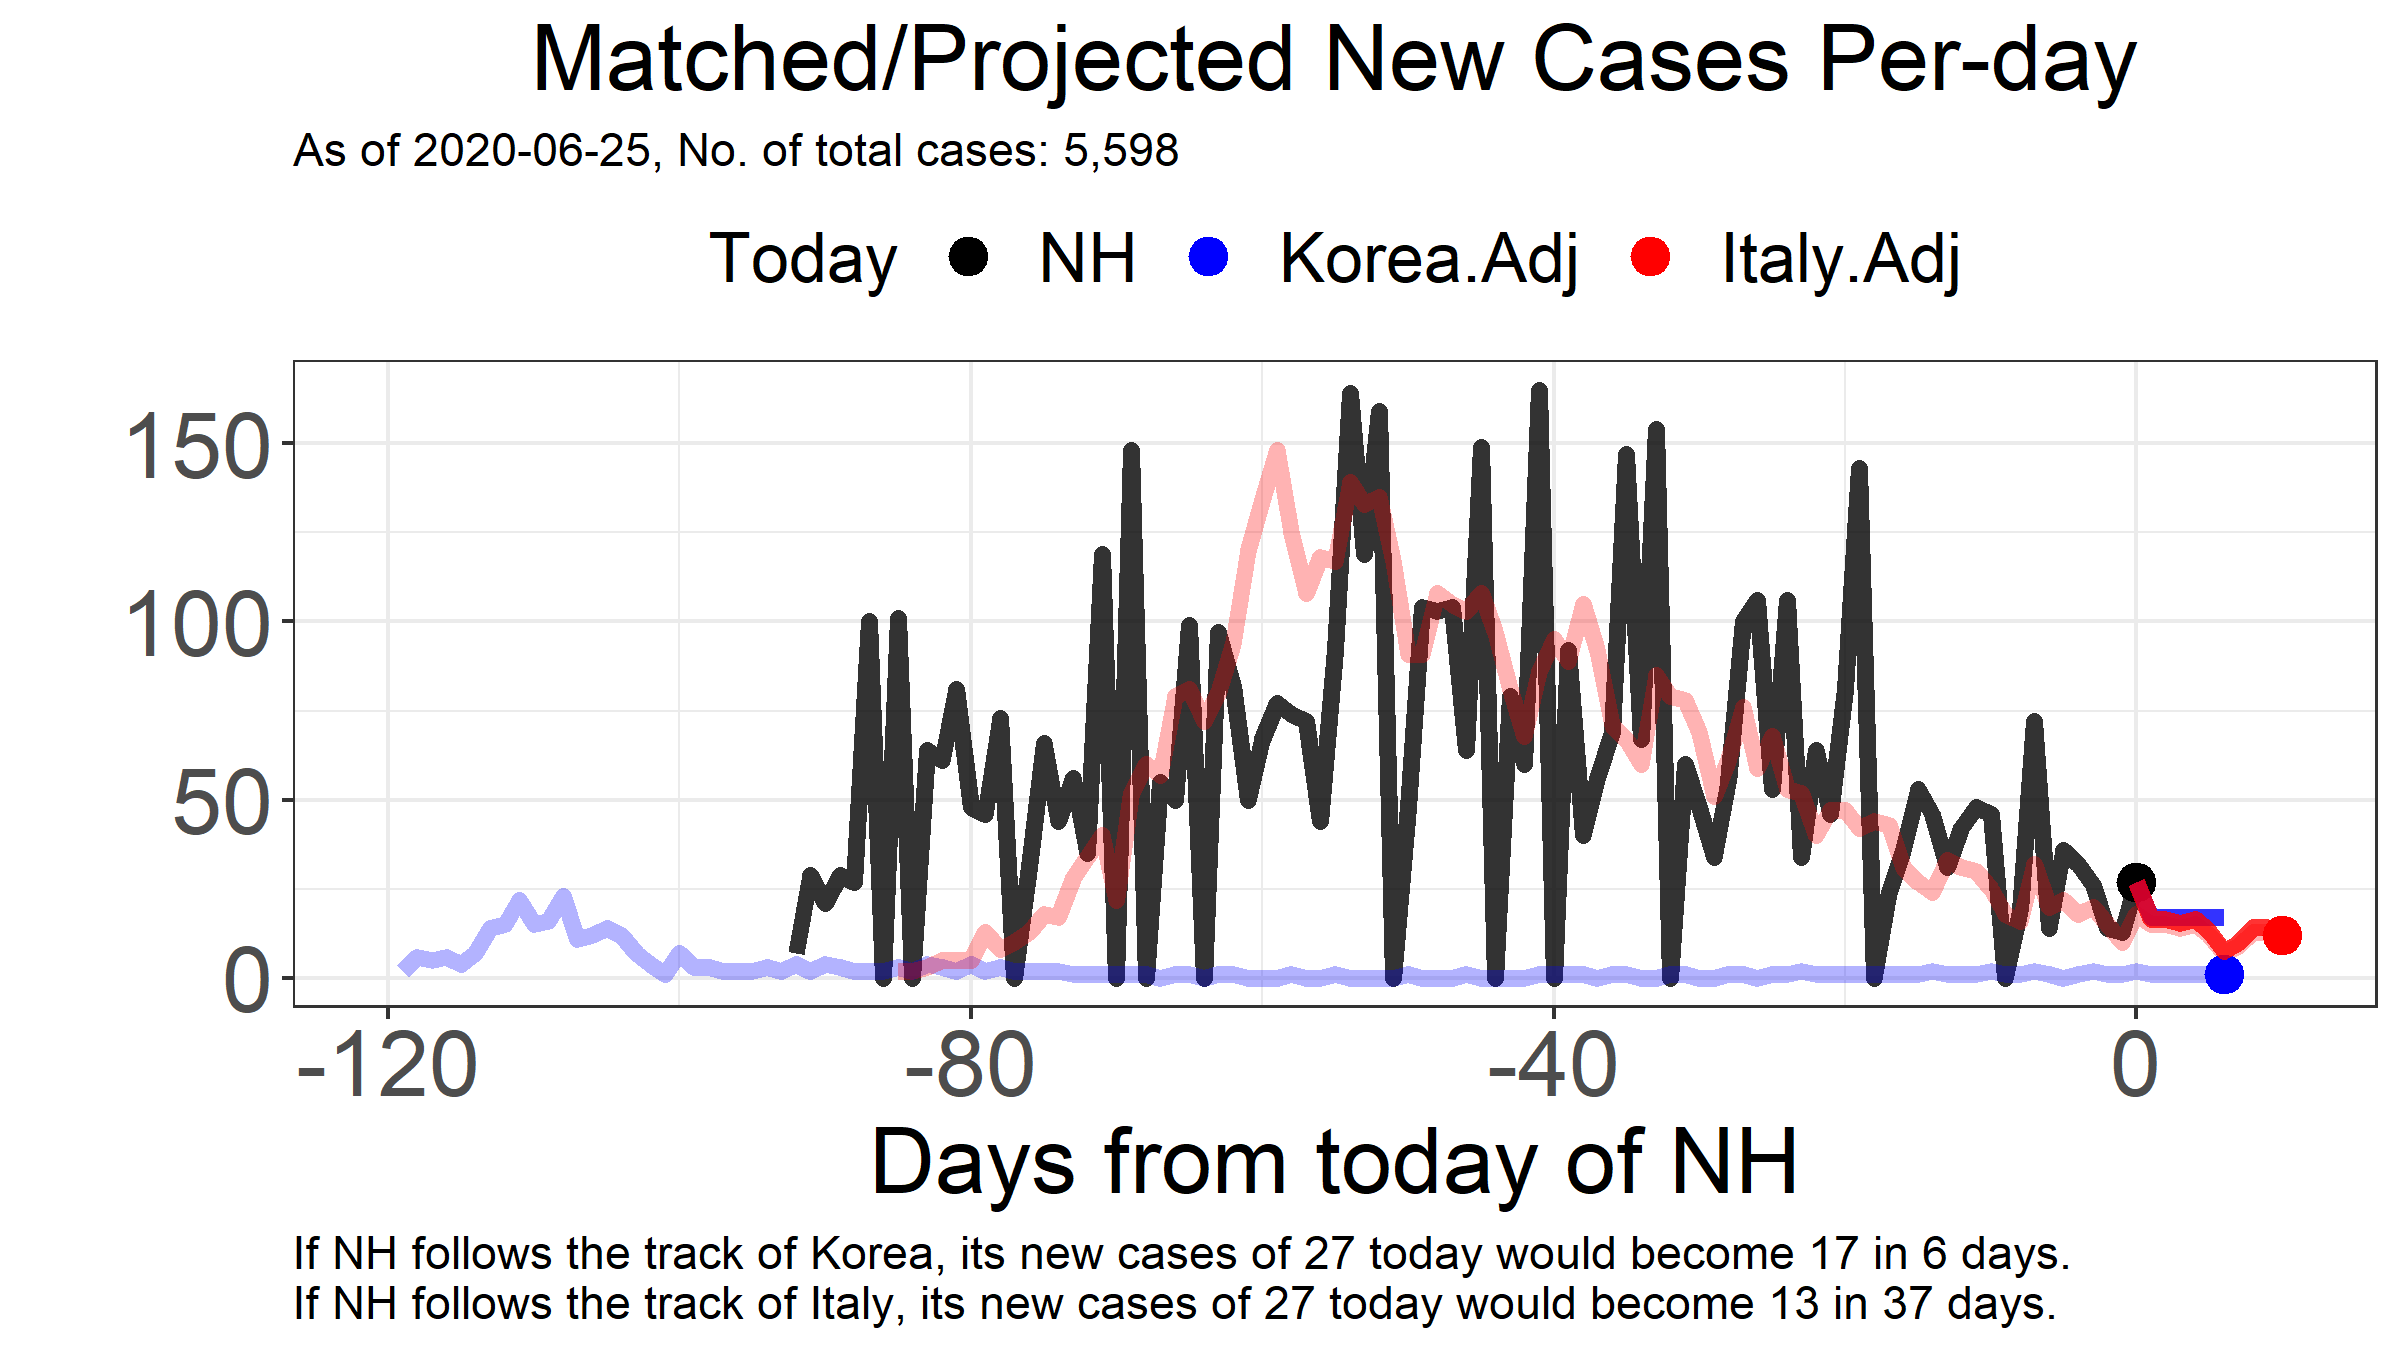 Matched/Projected New Cases Per-day
As of 2020-06-25, No. of total cases: 5,598
Today NH Korea.Adj Italy.Adj
150
100
50
0
-120 -80 -40 0
Days from today of NH
If NH follows the track of Korea, its new cases of 27 today would become 17 in 6 days.
If NH follows the track of Italy, its new cases of 27 today would become 13 in 37 days.